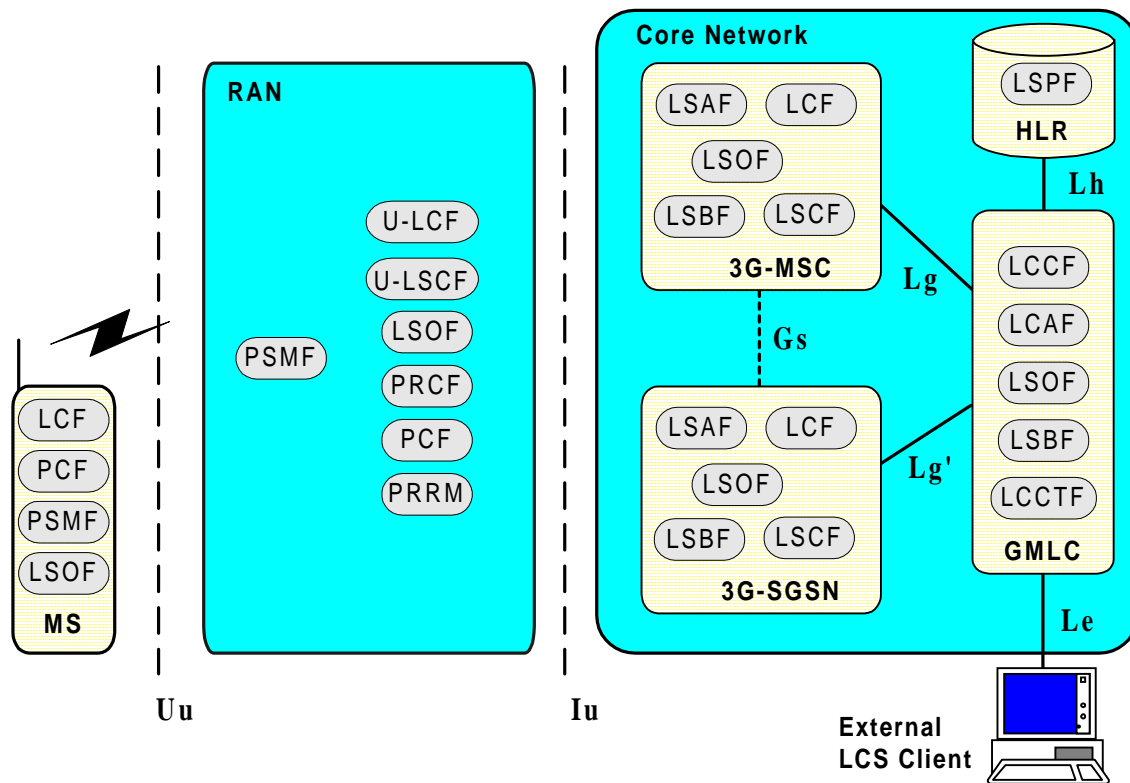 Core Network
RAN
LSPF
HLR
LSAF
LCF
LSOF
LSBF
LSCF
3G-MSC
Lh
Lg
Gs
LCCF
LCAF
LSOF
LSBF
LCCTF
GMLC
U-LCF
U-LSCF
LSOF
PRCF
PCF
PRRM
PSMF
LCF
PCF
PSMF
LSOF
MS
LSAF
LCF
LSOF
LSBF
LSCF
3G-SGSN
Lg'
Le
Uu
Iu
External
LCS Client